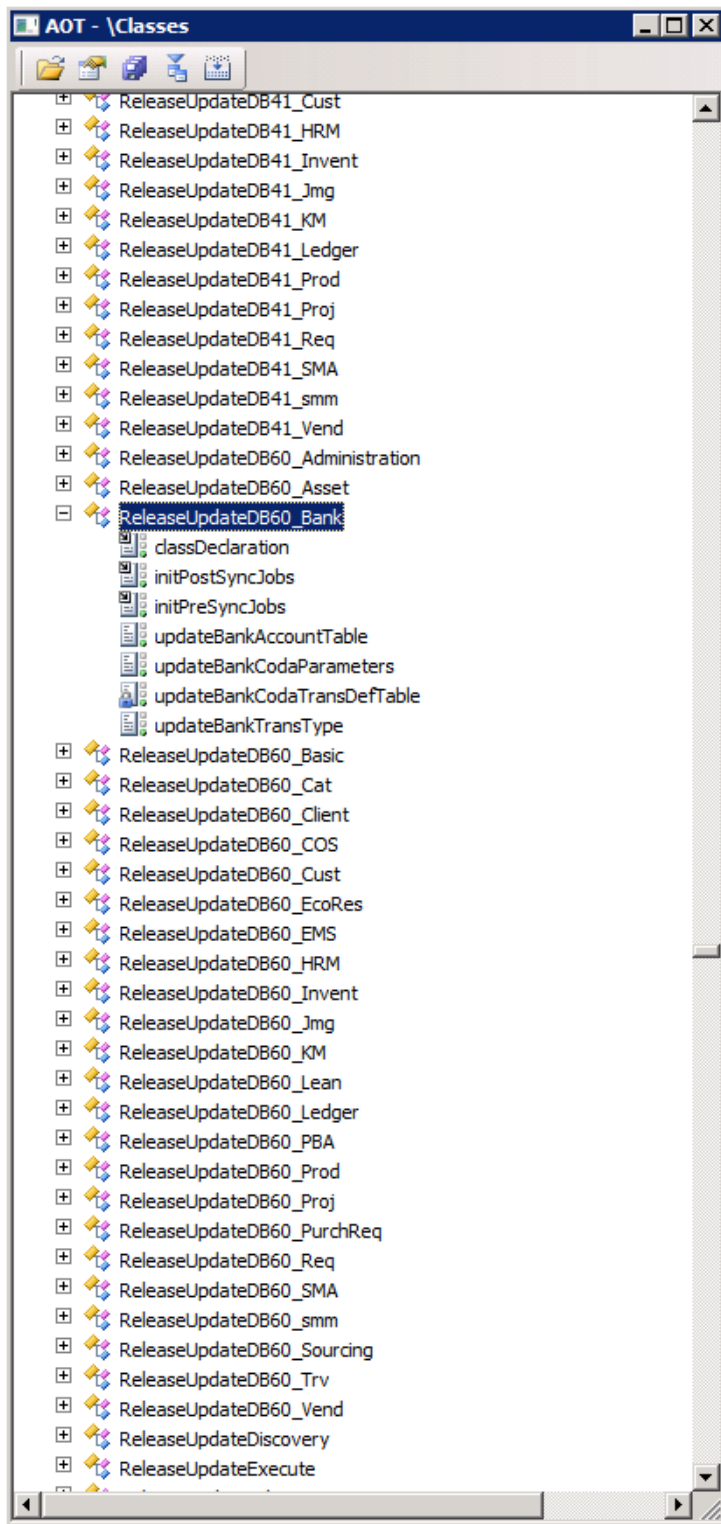 AOT - \Classes
ReleaseUpdateDB41_Cust
ReleaseUpdateDB41_HRM
ReleaseUpdateDB41_Invent
ReleaseUpdateDB41_Jmg
ReleaseUpdateDB41_KM
ReleaseUpdateDB41_Ledger
ReleaseUpdateDB41_Prod
ReleaseUpdateDB41_Proj
ReleaseUpdateDB41_Req
ReleaseUpdateDB41_SMA
ReleaseUpdateDB41_smm
ReleaseUpdateDB41_Vend
ReleaseUpdateDB60_Administration
ReleaseUpdateDB60_Asset
ReleaseUpdateDB60_Bank
classDeclaration
initPostSyncJobs
initPreSyncJobs
updateBankAccountTable
updateBankCodaParameters
updateBankCodaTransDefTable
updateBankTransType
ReleaseUpdateDB60_Basic
ReleaseUpdateDB60_Cat
ReleaseUpdateDB60_Client
ReleaseUpdateDB60_COS
ReleaseUpdateDB60_Cust
ReleaseUpdateDB60_EcoRes
ReleaseUpdateDB60_EMS
ReleaseUpdateDB60_HRM
ReleaseUpdateDB60_Invent
ReleaseUpdateDB60_Jmg
ReleaseUpdateDB60_KM
ReleaseUpdateDB60_Lean
ReleaseUpdateDB60_Ledger
ReleaseUpdateDB60_PBA
ReleaseUpdateDB60_Prod
ReleaseUpdateDB60_Proj
ReleaseUpdateDB60_PurchReq
ReleaseUpdateDB60_Req
ReleaseUpdateDB60_SMA
ReleaseUpdateDB60_smm
ReleaseUpdateDB60_Sourcing
ReleaseUpdateDB60_Trv
ReleaseUpdateDB60_Vend
ReleaseUpdateDiscovery
ReleaseUpdateExecute